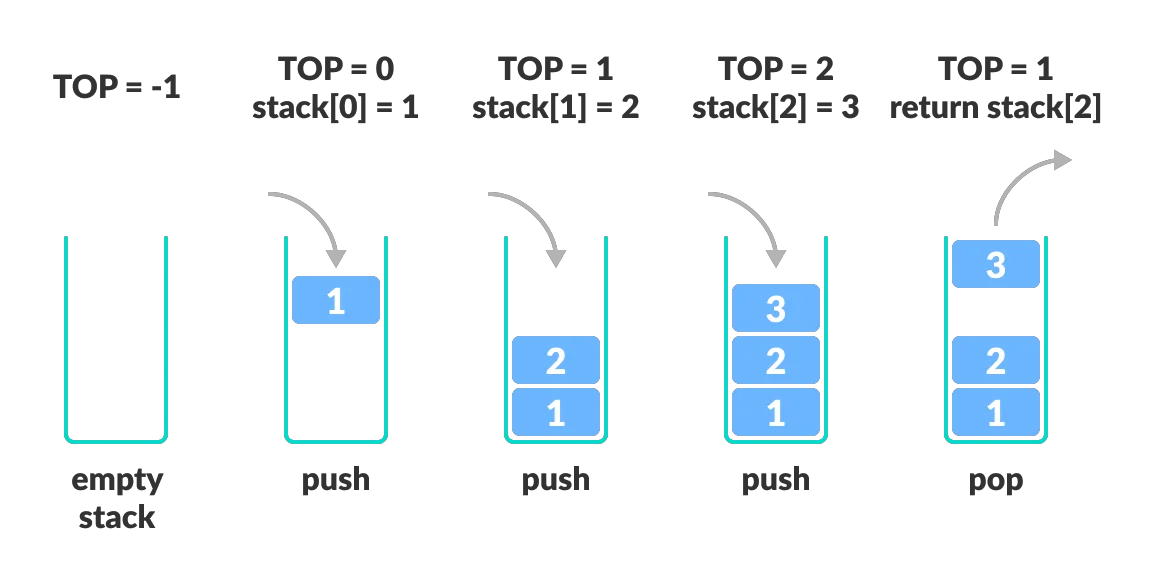 TOP = -1
TOP = 0
stack[0] = 1
TOP = 1
stack[1] = 2
TOP = 2
stack[2] = 3
TOP = 1
return stack[2]
1
2
1
3
2
1
3
2
1
empty
stack
push
push
push
pop